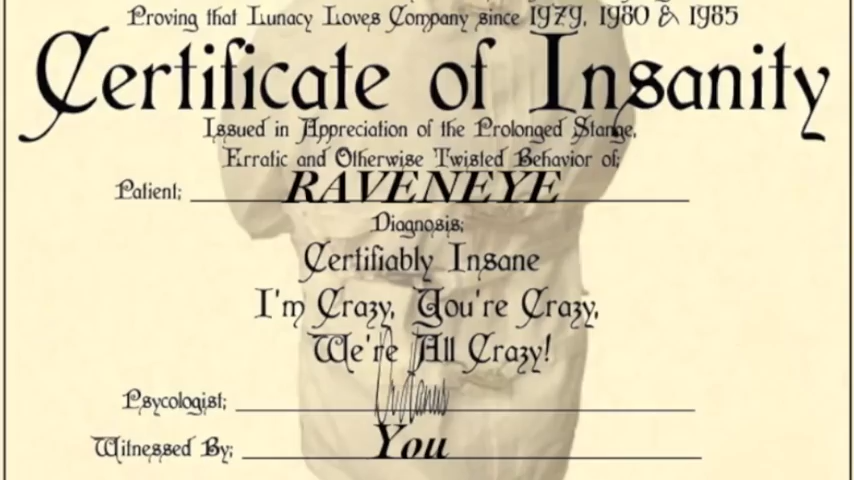 Proving that Lunacy Loves Company since 1979, 1980 & 1985
Certificate of Insanity
Issued in Appreciation of the Prolonged Stange,
Erratic and Otherwise Twisted Behavior of:
Patient: RAVENEYE
Diagnosis:
Certifiably Insane
I'm Crazy, You're Crazy,
We're All Crazy!
Psycologist:
Witnessed By: You